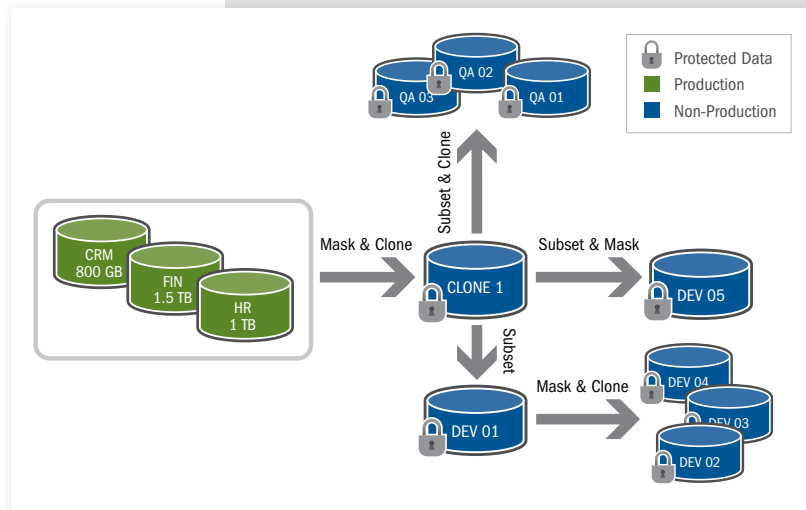 QA 02
QA 03
QA 01
Protected Data
Production
Non-Production
Subset & Clone
CRM
800 GB
FIN
1.5 TB
HR
1 TB
Mask & Clone
CLONE 1
Subset & Mask
DEV 05
Subset
DEV 01
Mask & Clone
DEV 04
DEV 03
DEV 02